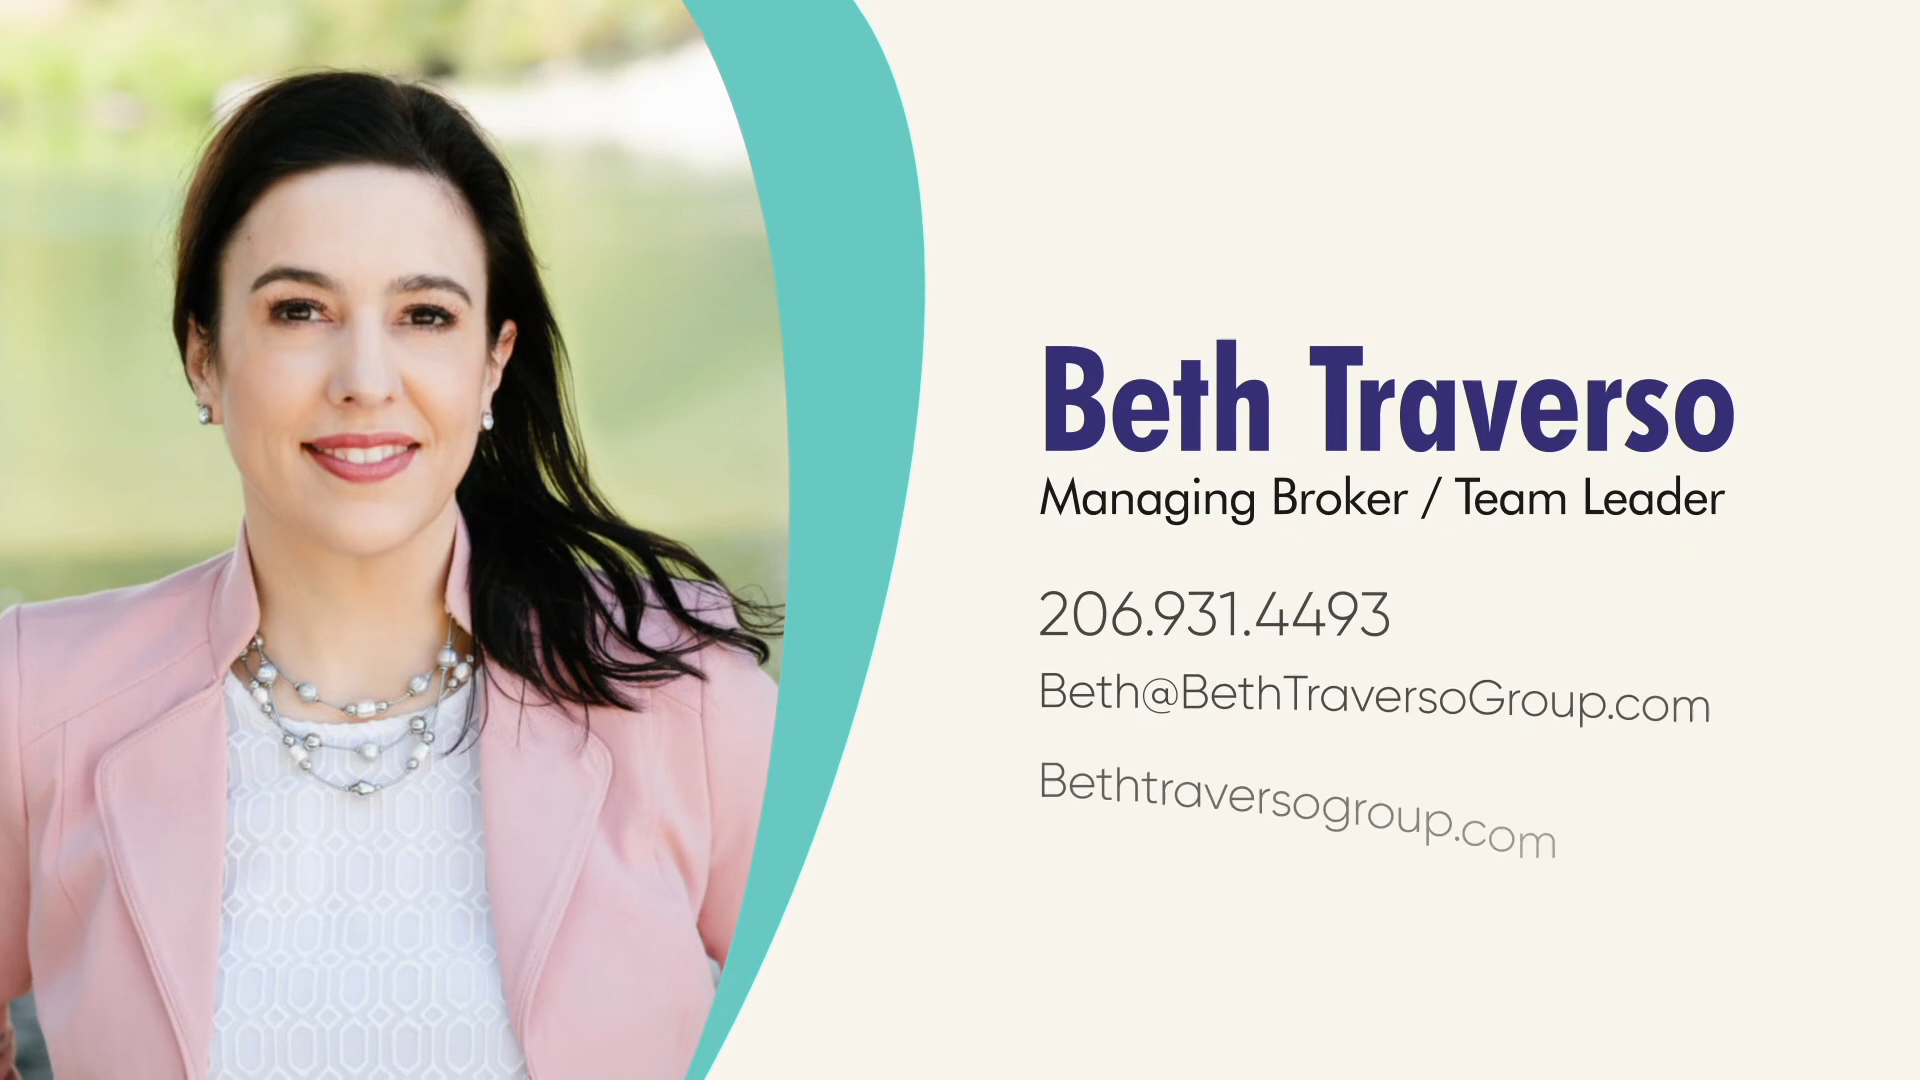 Beth Traverso
Managing Broker / Team Leader
206.931.4493
Beth@BethTraversoGroup.com
Bethtraversogroup.com